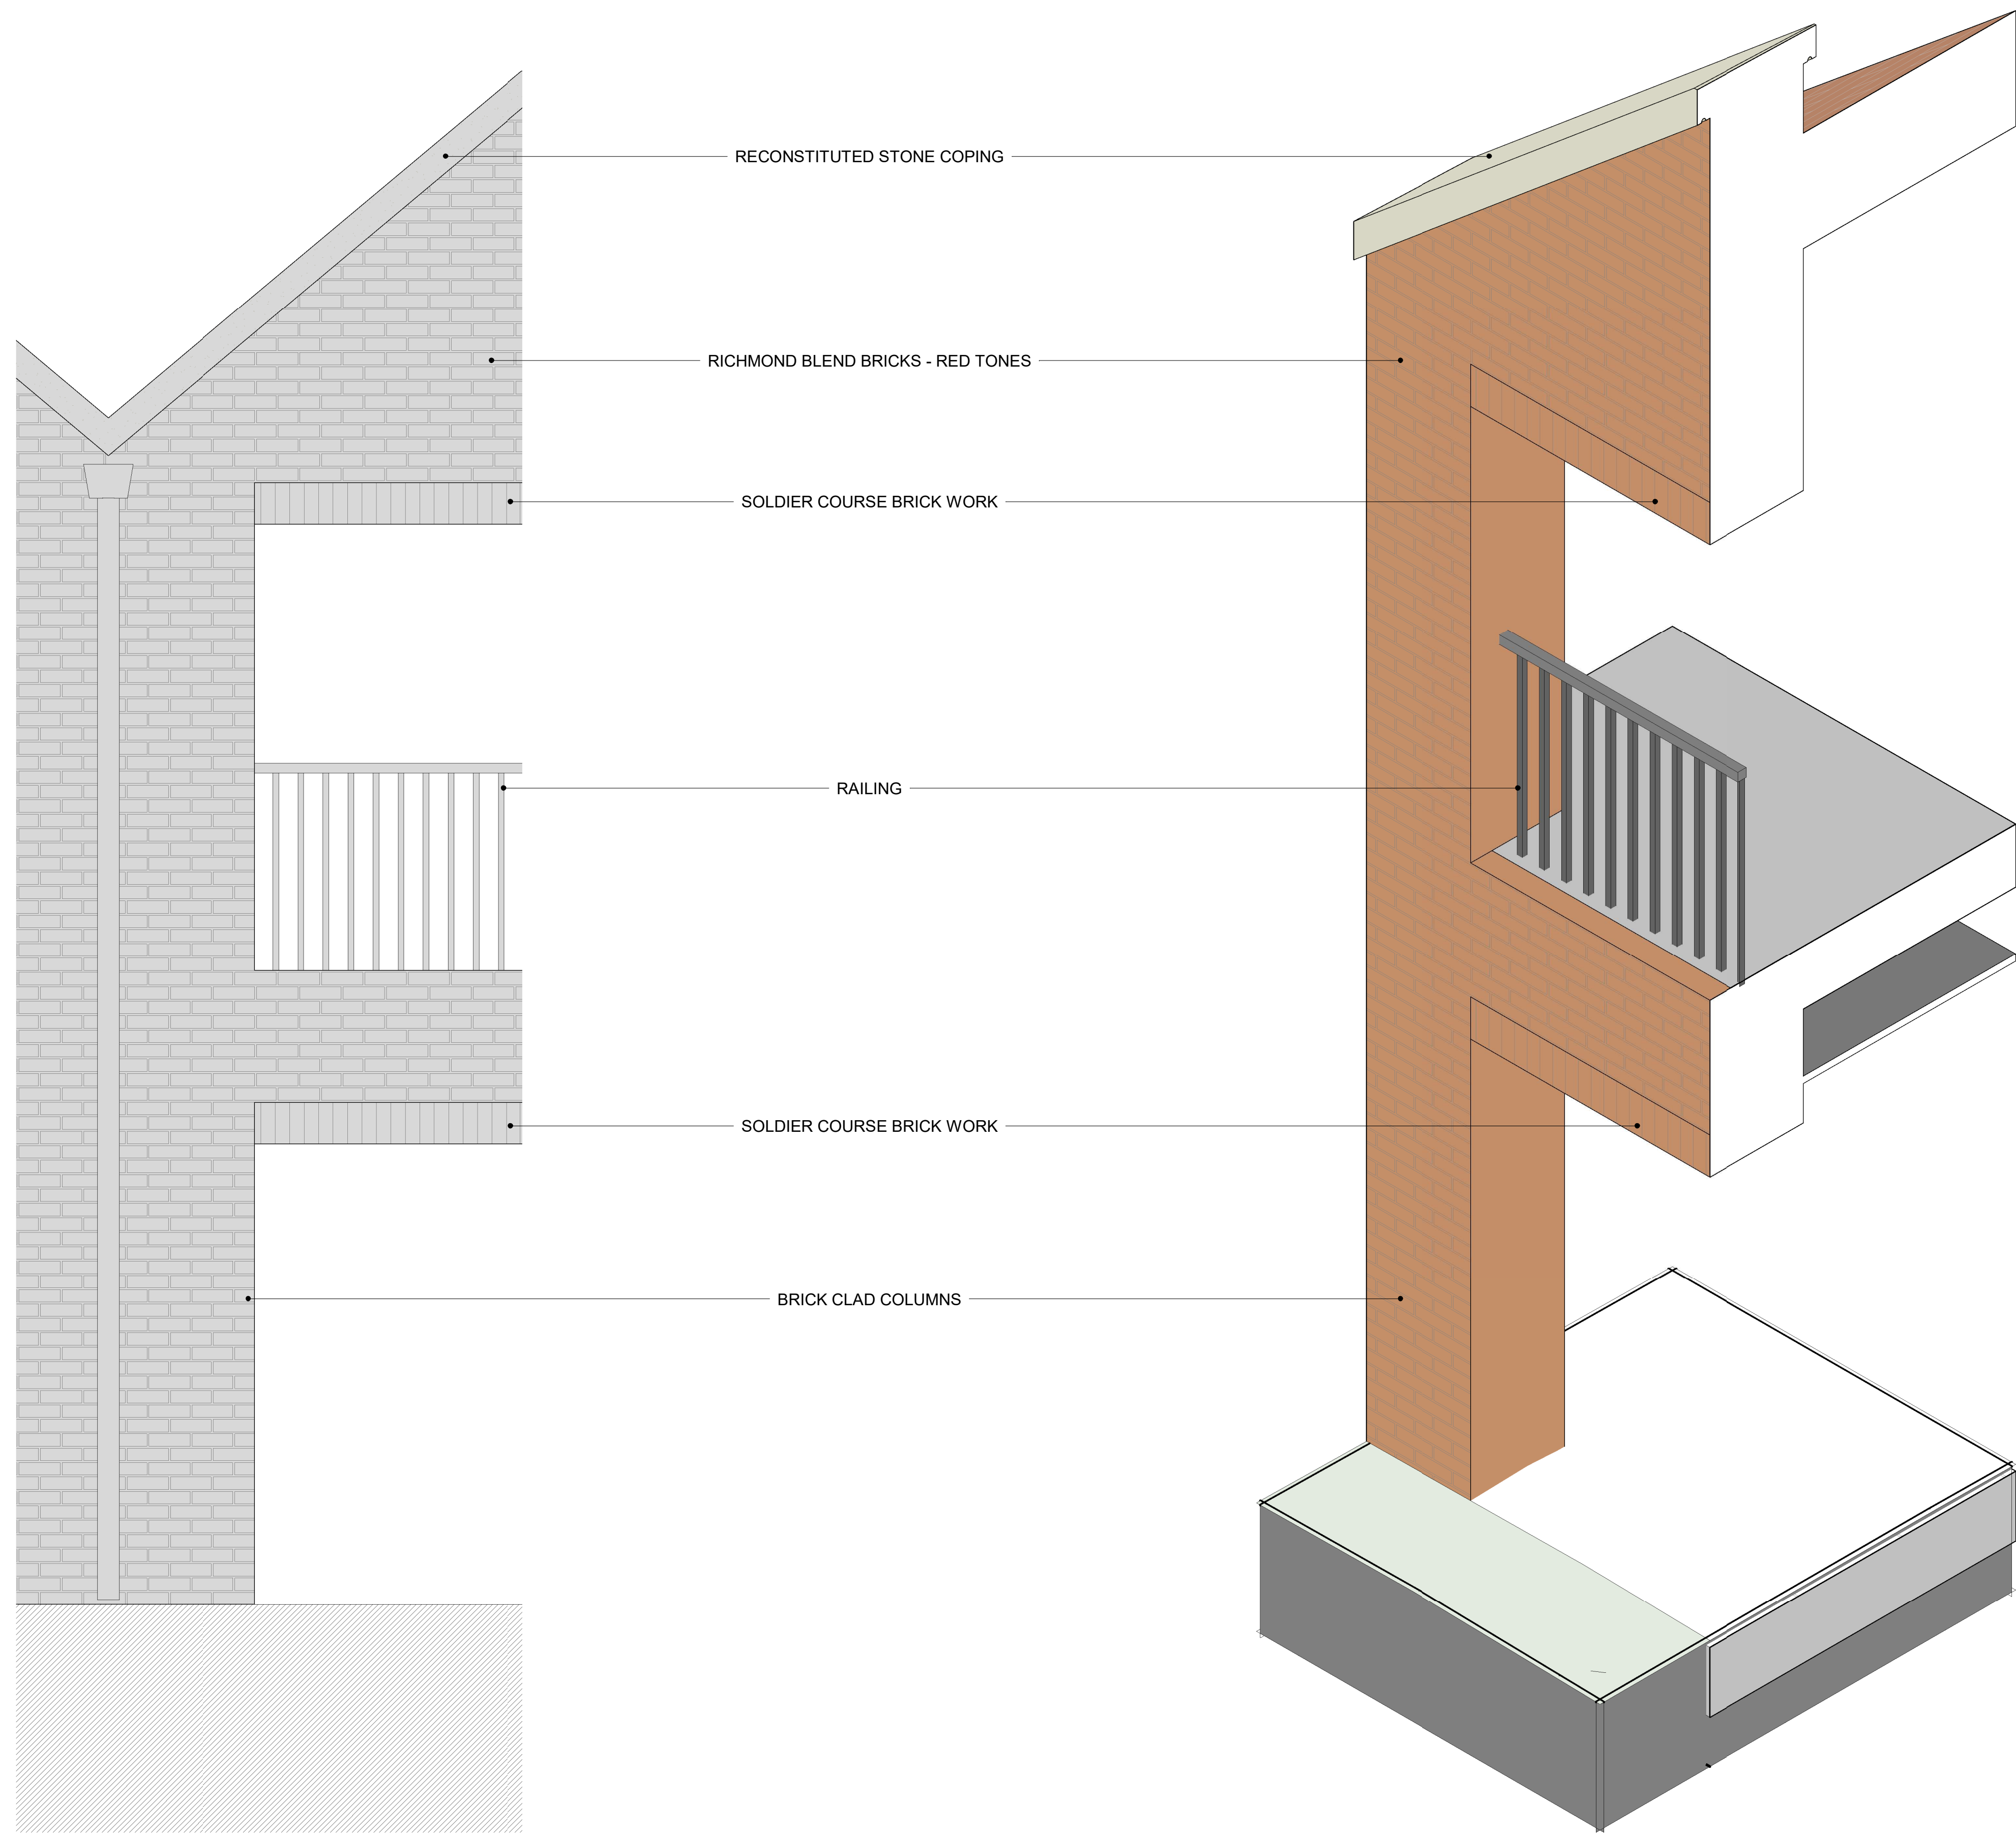 RECONSTITUTED STONE COPING
RICHMOND BLEND BRICKS - RED TONES
SOLDIER COURSE BRICK WORK
RAILING
SOLDIER COURSE BRICK WORK
BRICK CLAD COLUMNS